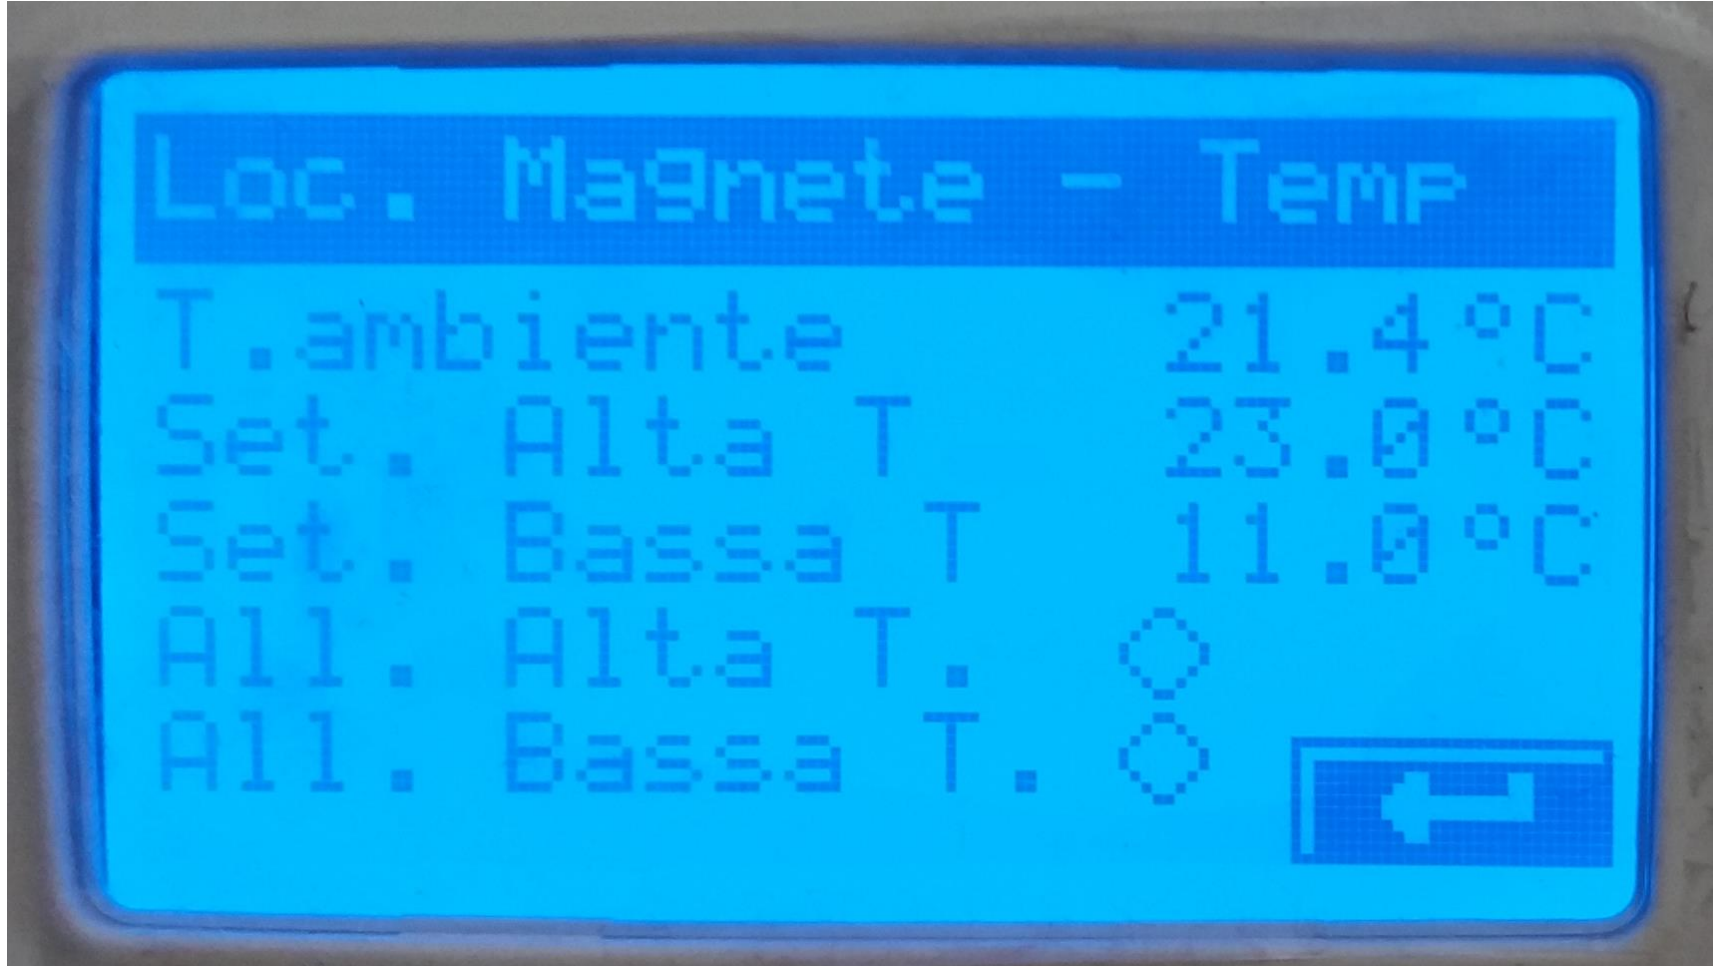 Loc. Magnete - Temp
T.ambiente 21.4°C
Set. Alta T 23.0°C
Set. Bassa T 11.0°C
All. Alta T.
All. Bassa T.